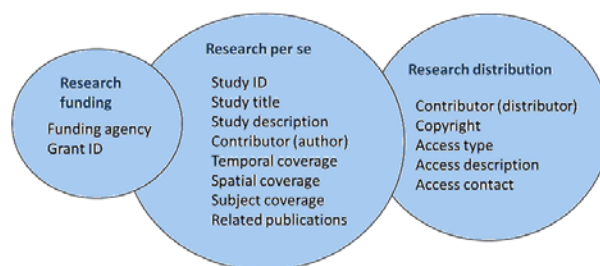 Research
funding
Funding agency
Grant ID
Research per se
Study ID
Study title
Study description
Contributor (author)
Temporal coverage
Spatial coverage
Subject coverage
Related publications
Research distribution
Contributor (distributor)
Copyright
Access type
Access description
Access contact